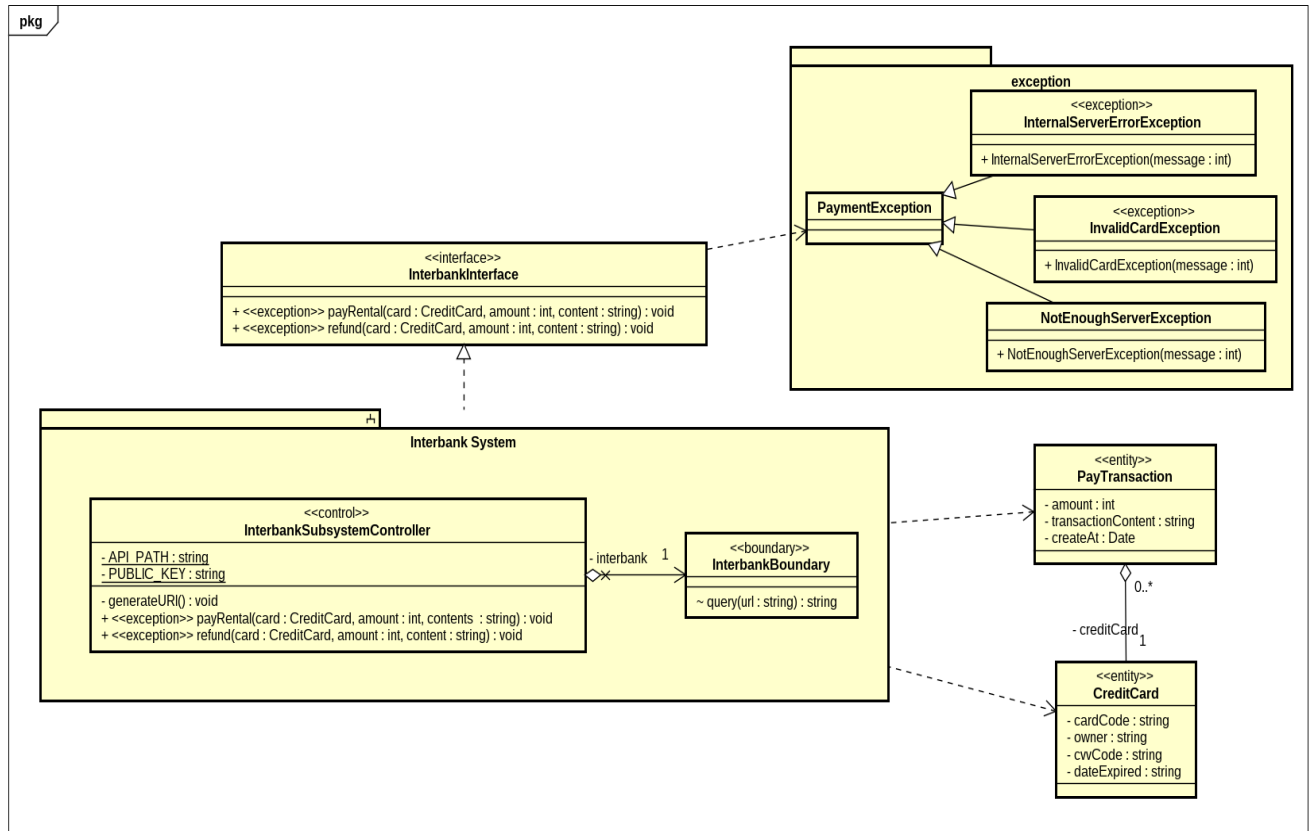 pkg
exception
<<exception>>
InternalServerErrorException
+ InternalServerErrorException(message : int)
PaymentException
<<exception>>
InvalidCardException
+ InvalidCardException(message : int)
NotEnoughServerException
+ NotEnoughServerException(message : int)
<<interface>>
InterbankInterface
+ <<exception>> payRental(card : CreditCard, amount : int, content : string) : void
+ <<exception>> refund(card : CreditCard, amount : int, content : string) : void
Interbank System
<<control>>
InterbankSubsystemController
- API_PATH : string
- PUBLIC_KEY : string
- generateURl() : void
+ <<exception>> payRental(card : CreditCard, amount : int, contents : string) : void
+ <<exception>> refund(card : CreditCard, amount : int, content : string) : void
- interbank 1
<<boundary>>
InterbankBoundary
~ query(url : string) : string
<<entity>>
PayTransaction
- amount : int
- transactionContent : string
- createAt : Date
0..*
- creditCard
1
<<entity>>
CreditCard
- cardCode : string
- owner : string
- cvvCode : string
- dateExpired : string